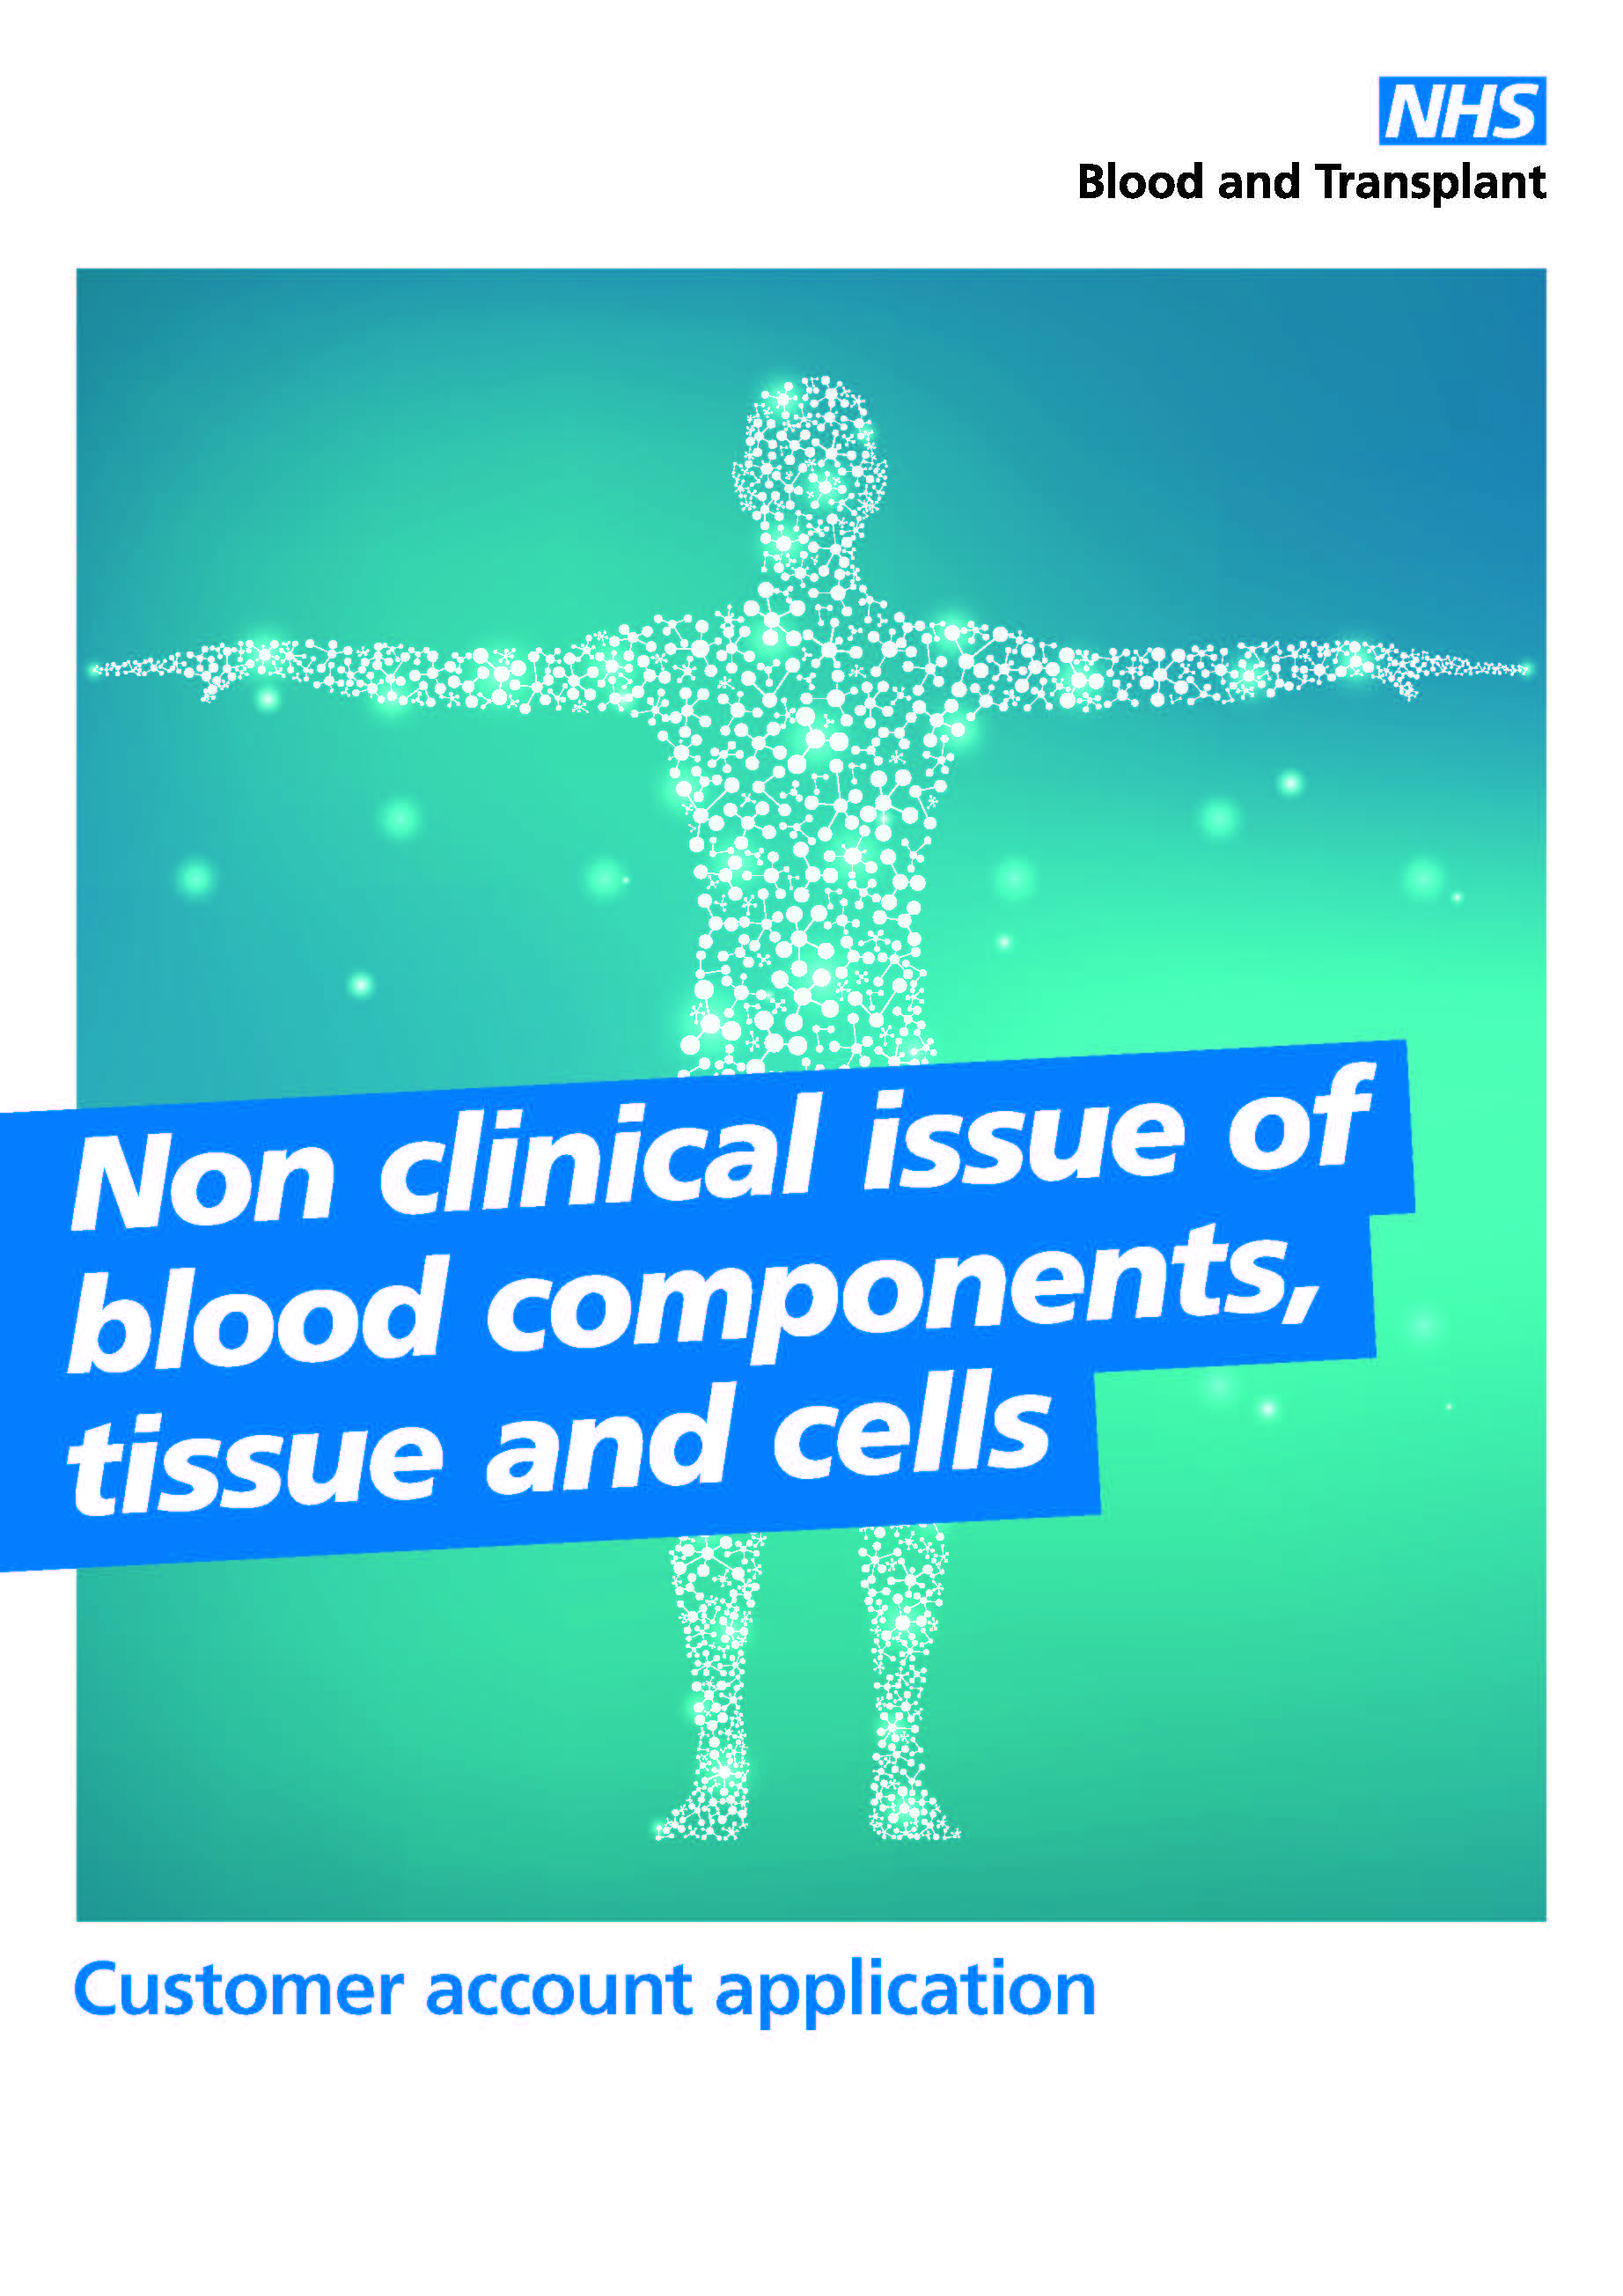 NHS
Blood and Transplant
Non clinical issue of
blood components,
tissue and cells
Customer account application